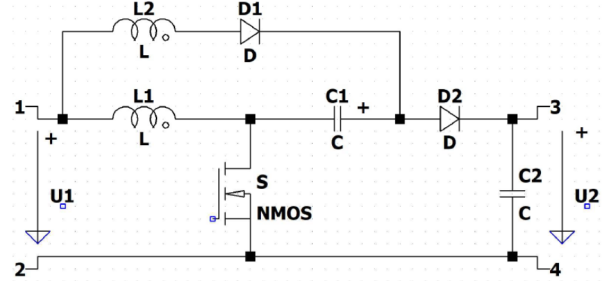 L2 D1
L D
1 L1 C1 + D2 3
+ L C D +
S C2
U1 NMOS C U2
2 4